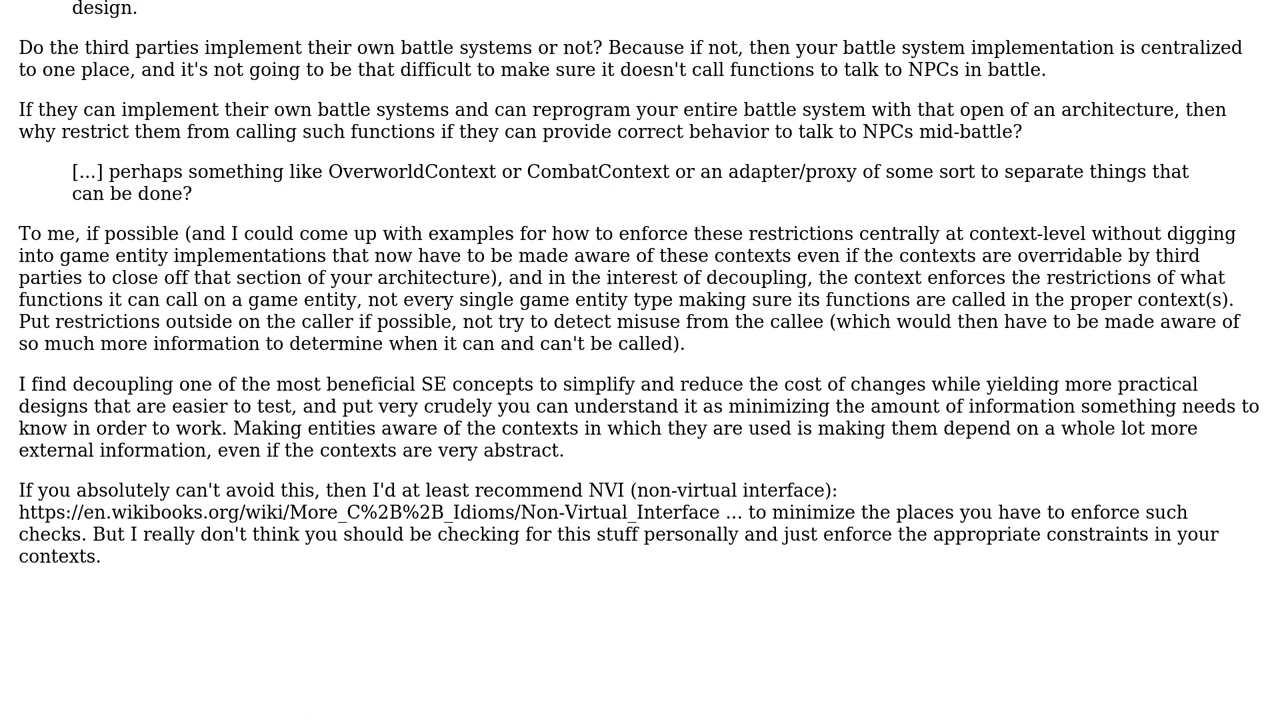 design.
Do the third parties implement their own battle systems or not? Because if not, then your battle system implementation is centralized
to one place, and it's not going to be that difficult to make sure it doesn't call functions to talk to NPCs in battle.
If they can implement their own battle systems and can reprogram your entire battle system with that open of an architecture, then
why restrict them from calling such functions if they can provide correct behavior to talk to NPCs mid-battle?
[...] perhaps something like OverworldContext or CombatContext or an adapter/proxy of some sort to separate things that
can be done?
To me, if possible (and I could come up with examples for how to enforce these restrictions centrally at context-level without digging
into game entity implementations that now have to be made aware of these contexts even if the contexts are overridable by third
parties to close off that section of your architecture), and in the interest of decoupling, the context enforces the restrictions of what
functions it can call on a game entity, not every single game entity type making sure its functions are called in the proper context(s).
Put restrictions outside on the caller if possible, not try to detect misuse from the callee (which would then have to be made aware of
so much more information to determine when it can and can't be called).
I find decoupling one of the most beneficial SE concepts to simplify and reduce the cost of changes while yielding more practical
designs that are easier to test, and put very crudely you can understand it as minimizing the amount of information something needs to
know in order to work. Making entities aware of the contexts in which they are used is making them depend on a whole lot more
external information, even if the contexts are very abstract.
If you absolutely can't avoid this, then I'd at least recommend NVI (non-virtual interface):
https://en.wikibooks.org/wiki/More_C%2B%2B_Idioms/Non-Virtual_Interface ... to minimize the places you have to enforce such
checks. But I really don't think you should be checking for this stuff personally and just enforce the appropriate constraints in your
contexts.